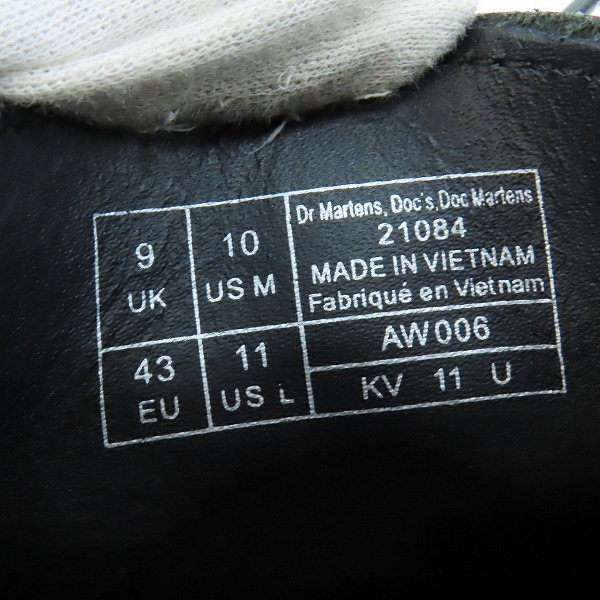 9
UK
10
US M
43
EU
11
US L
Dr Martens, Doc's, Doc Martens
21084
MADE IN VIETNAM
Fabriqué en Vietnam
AW006
KV 11 U